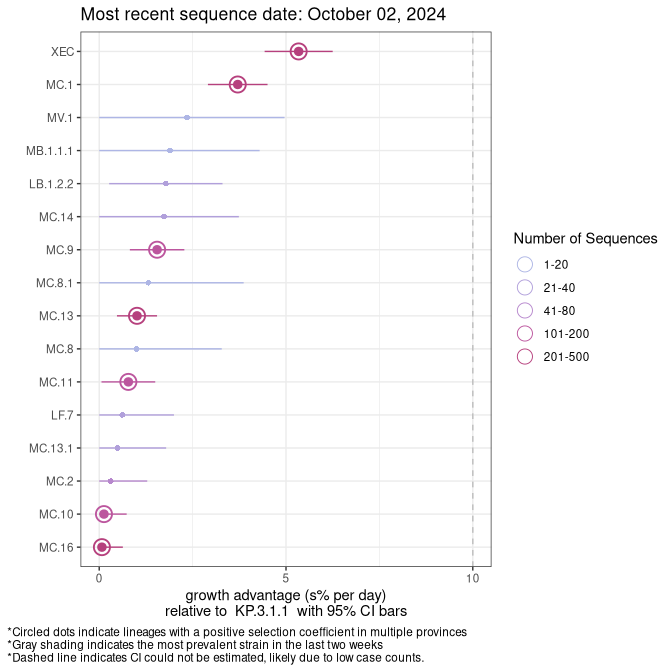 Most recent sequence date: October 02, 2024
XEC
MC.1
MV.1
MB.1.1.1
LB.1.2.2
MC.14
MC.9
MC.8.1
MC.13
MC.8
MC.11
LF.7
MC.13.1
MC.2
MC.10
MC.16
0 5 10
growth advantage (s% per day)
relative to KP.3.1.1 with 95% CI bars
Number of Sequences
1-20
21-40
41-80
101-200
201-500
*Circled dots indicate lineages with a positive selection coefficient in multiple provinces
*Gray shading indicates the most prevalent strain in the last two weeks
*Dashed line indicates CI could not be estimated, likely due to low case counts.